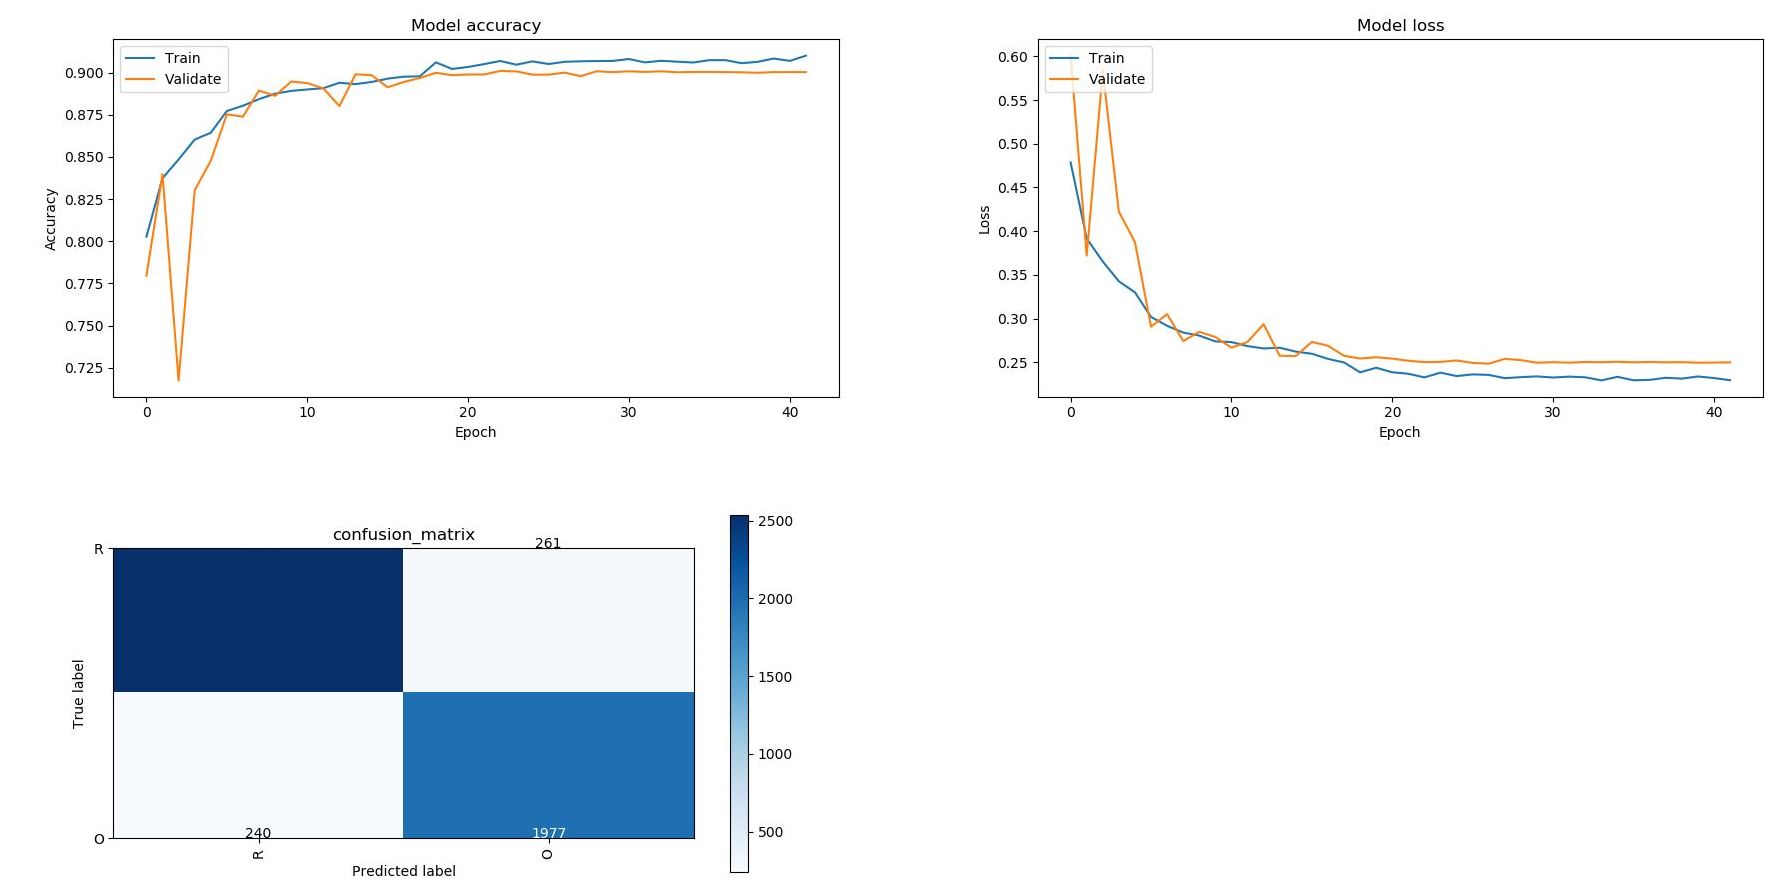 Model accuracy
Train
Validate
0.900
0.875
0.850
0.825
0.800
0.775
0.750
0.725
Accuracy
0 10 20 30 40
Epoch
Model loss
Train
Validate
0.60
0.55
0.50
0.45
0.40
0.35
0.30
0.25
Loss
0 10 20 30 40
Epoch
confusion_matrix
R
261
True label
O
240 1977
R O
Predicted label
2500
2000
1500
1000
500